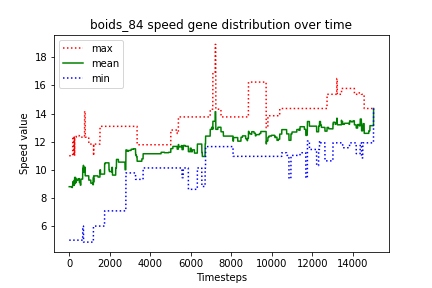 boids_84 speed gene distribution over time
max
mean
min
Speed value
18
16
14
12
10
8
6
0 2000 4000 6000 8000 10000 12000 14000
Timesteps